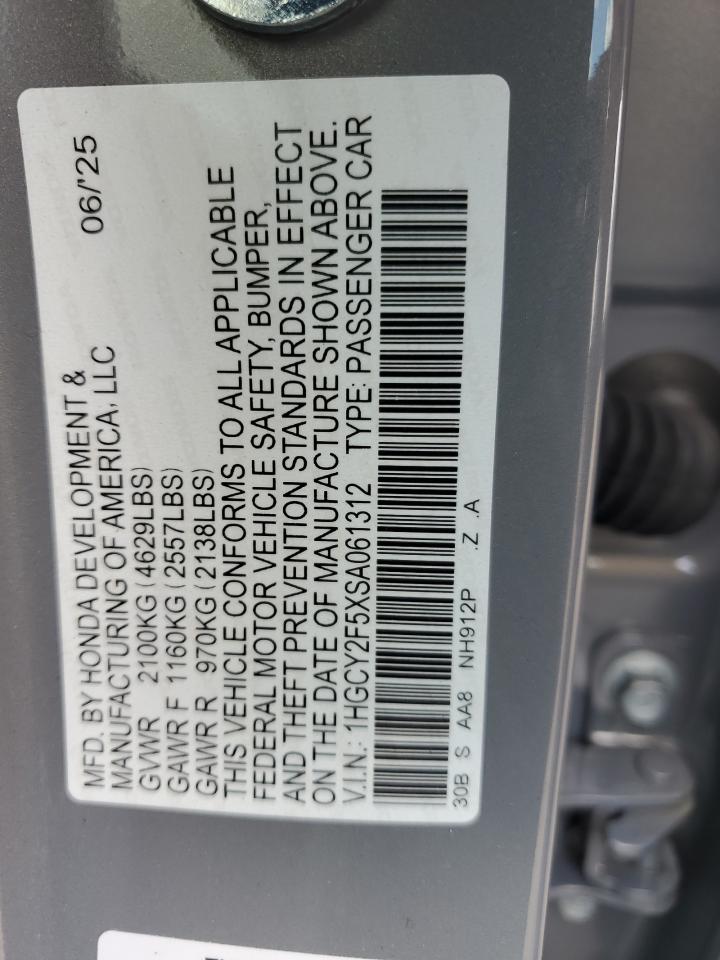 MFD. BY HONDA DEVELOPMENT & 06/'25
MANUFACTURING OF AMERICA, LLC
GVWR 2100KG (4629LBS)
GAWR F 1160KG (2557LBS)
GAWR R 970KG (2138LBS)
THIS VEHICLE CONFORMS TO ALL APPLICABLE
FEDERAL MOTOR VEHICLE SAFETY, BUMPER,
AND THEFT PREVENTION STANDARDS IN EFFECT
ON THE DATE OF MANUFACTURE SHOWN ABOVE.
V.I.N.: 1HGCY2F5XSA061312 TYPE: PASSENGER CAR
30B S AA8 NH912P .Z .A